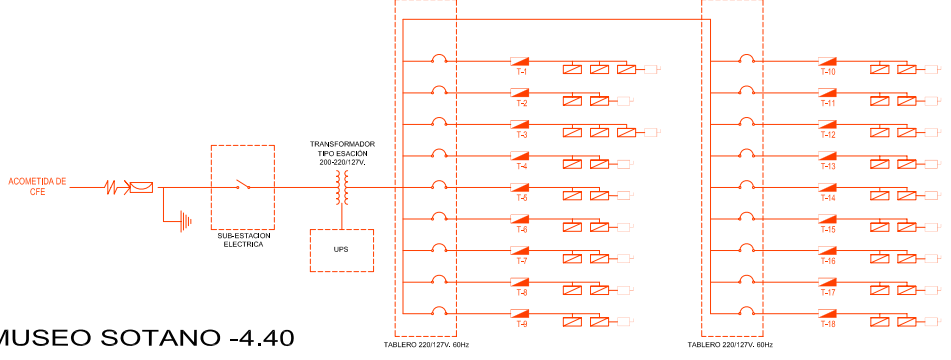 ACOMETIDA DE
CFE
SUB-ESTACION
ELECTRICA
TRANSFORMADOR
TIPO ESACIÓN
200-220/127V.
UPS
T-1
T-2
T-3
T-4
T-5
T-6
T-7
T-8
T-9
TABLERO 220/127V. 60Hz
T-10
T-11
T-12
T-13
T-14
T-15
T-16
T-17
T-18
TABLERO 220/127V. 60Hz
MUSEO SOTANO -4.40